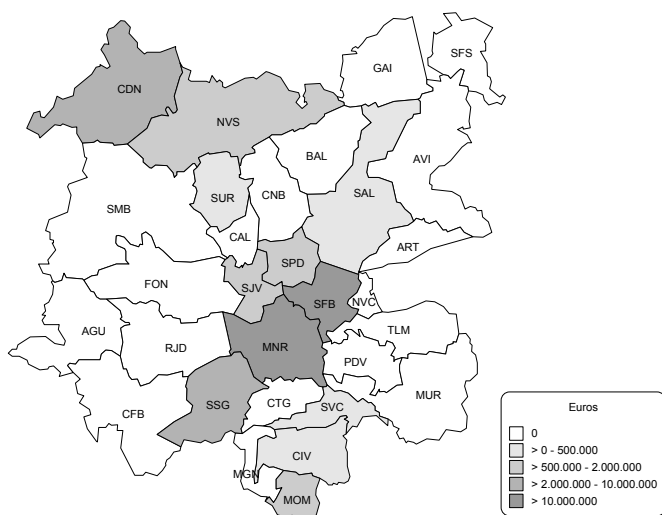 SFS
GAI
CDN
NVS
BAL
AVI
SUR
CNB
SAL
SMB
CAL
ART
SPD
FON
SJV
SFB
NVC
AGU
TLM
RJD
MNR
PDV
MUR
SSG
CTG
SVC
CFB
CIV
MGN
MOM
Euros
0
> 0 - 500.000
> 500.000 - 2.000.000
> 2.000.000 - 10.000.000
> 10.000.000